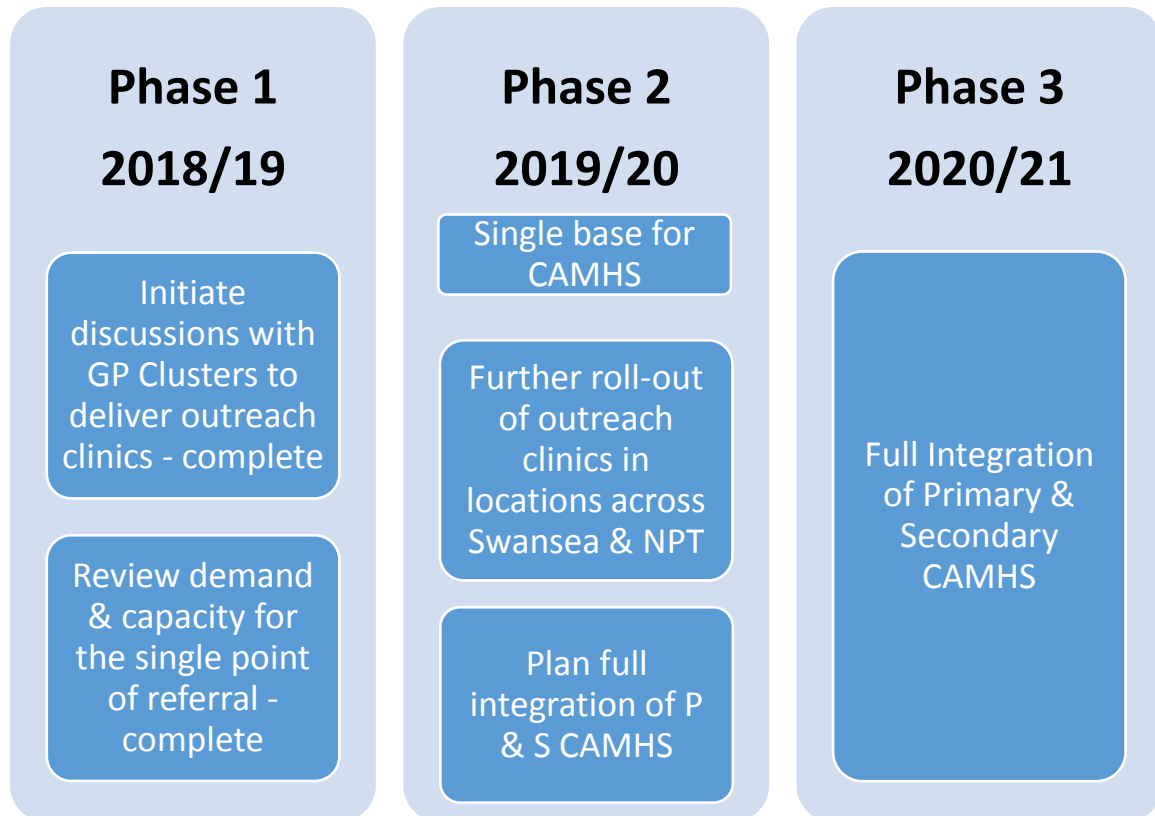 Phase 1
2018/19
Initiate
discussions with
GP Clusters to
deliver outreach
clinics - complete
Review demand
& capacity for
the single point
of referral -
complete
Phase 2
2019/20
Single base for
CAMHS
Further roll-out
of outreach
clinics in
locations across
Swansea & NPT
Plan full
integration of P
& S CAMHS
Phase 3
2020/21
Full Integration
of Primary &
Secondary
CAMHS